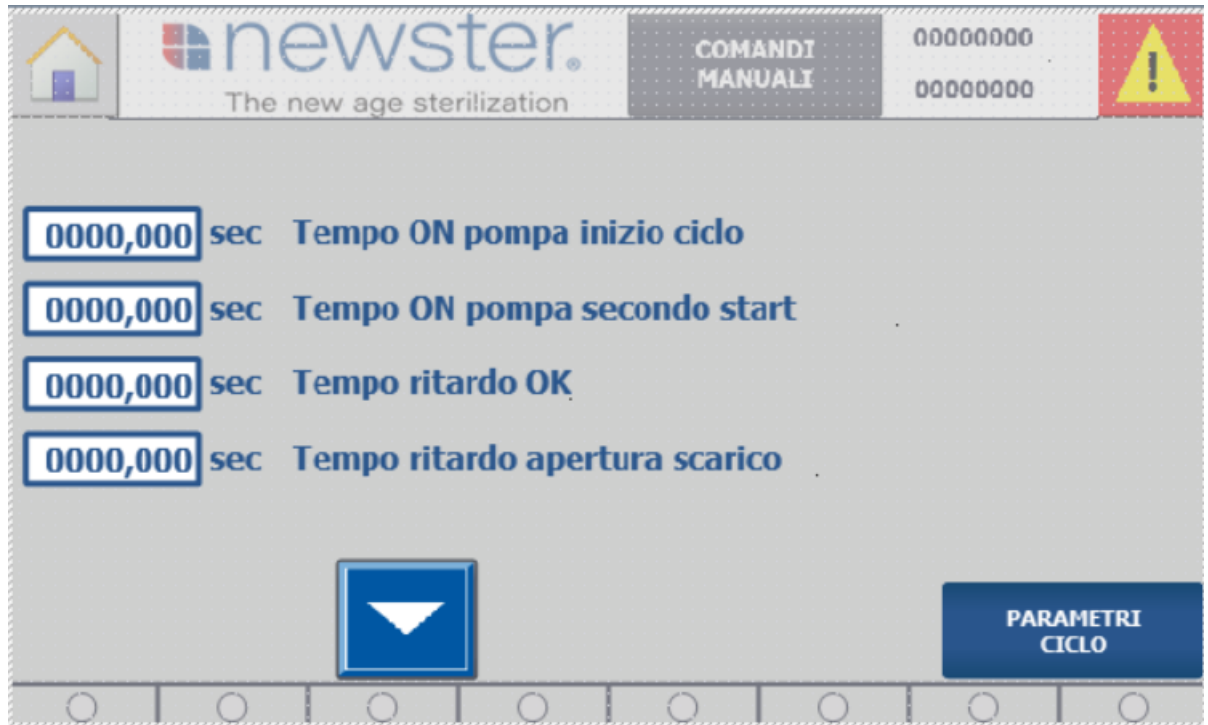 newster®
The new age sterilization
COMANDI
MANUALI
00000000
00000000
!
0000,000 sec Tempo ON pompa inizio ciclo
0000,000 sec Tempo ON pompa secondo start
0000,000 sec Tempo ritardo OK
0000,000 sec Tempo ritardo apertura scarico
PARAMETRI
CICLO